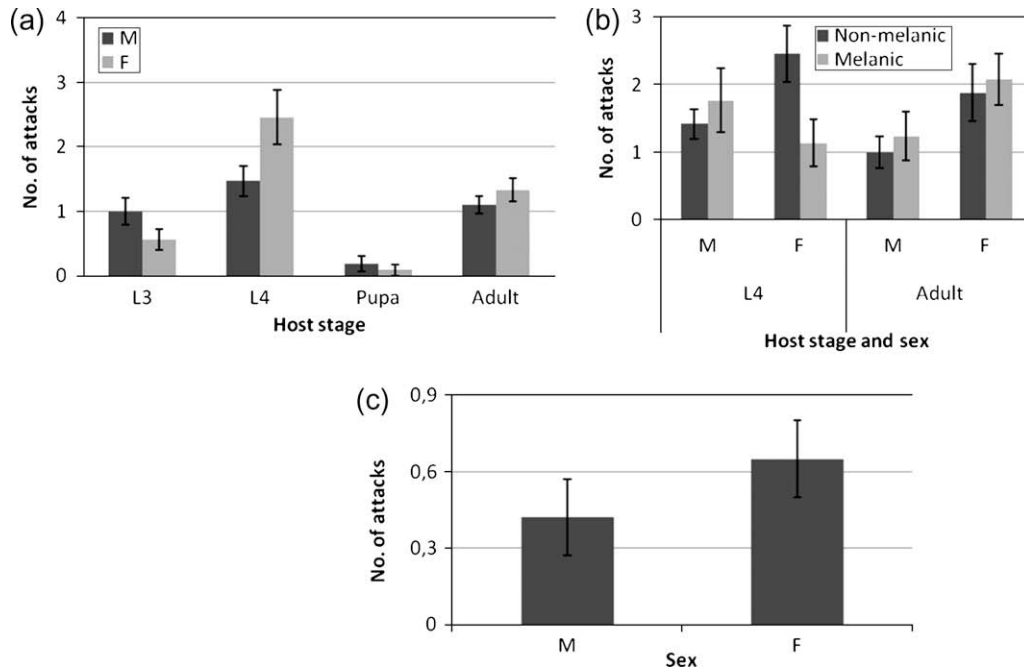 (a)
No. of attacks
4
3
2
1
0
M
F
L3 L4 Pupa Adult
Host stage
(b)
No. of attacks
3
2
1
0
Non-melanic
Melanic
M F M F
L4 Adult
Host stage and sex
(c)
No. of attacks
0,9
0,6
0,3
0
M F
Sex